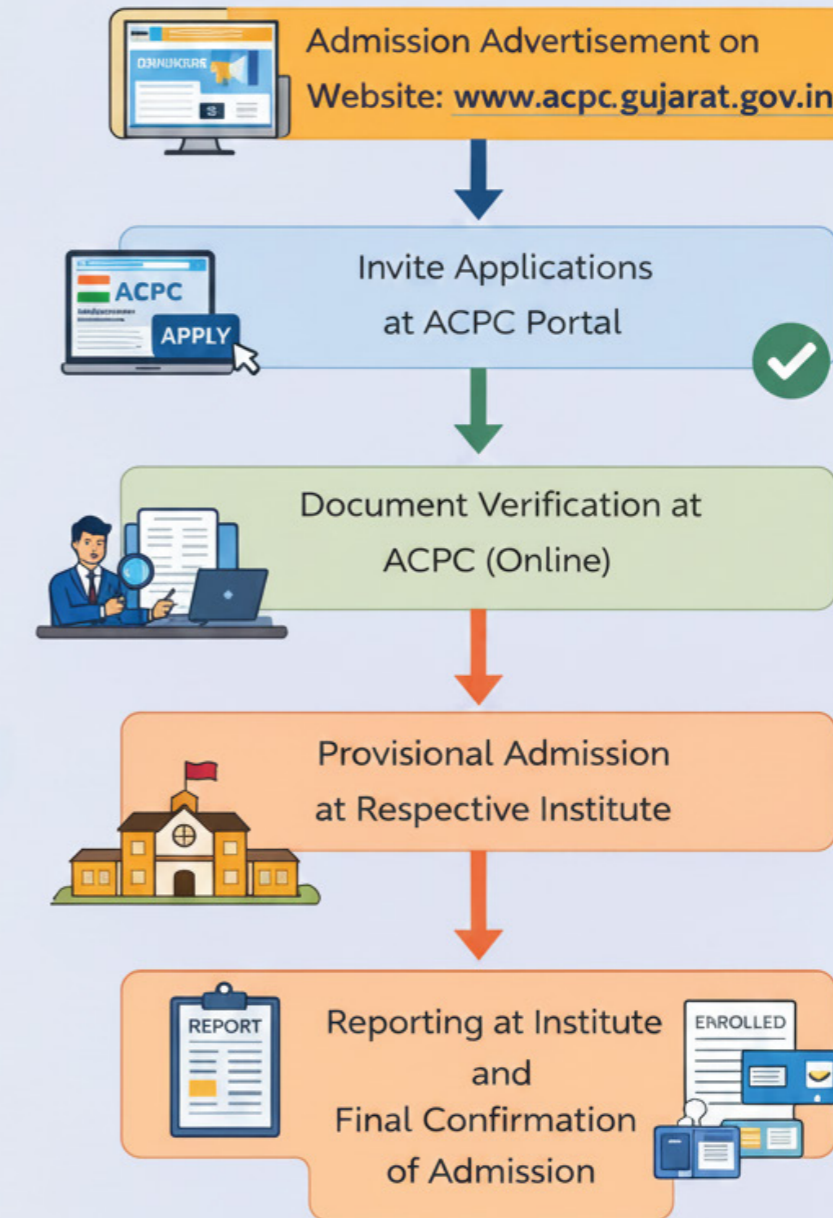 Admission Advertisement on
Website: www.acpc.gujarat.gov.in
ACPC
APPLY
Invite Applications
at ACPC Portal
Document Verification at
ACPC (Online)
Provisional Admission
at Respective Institute
REPORT
Reporting at Institute
and
Final Confirmation
of Admission
ENROLLED